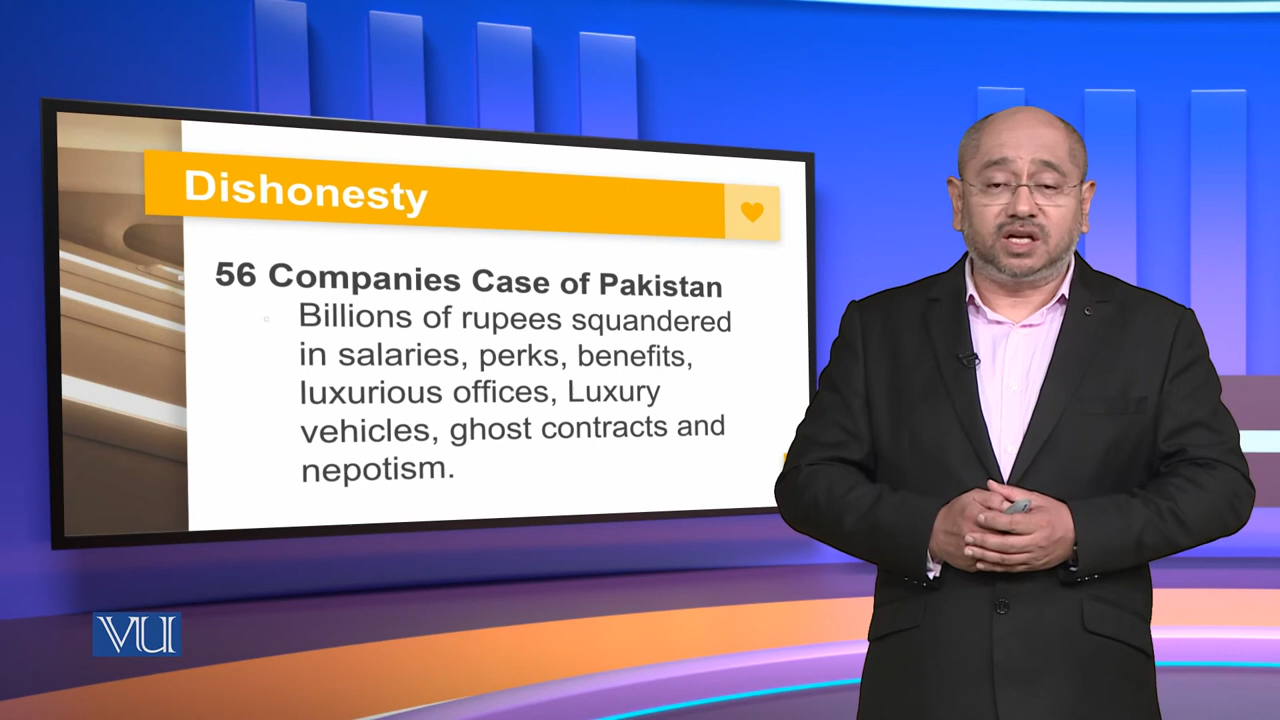 Dishonesty
56 Companies Case of Pakistan
Billions of rupees squandered
in salaries, perks, benefits,
luxurious offices, Luxury
vehicles, ghost contracts and
nepotism.
VU